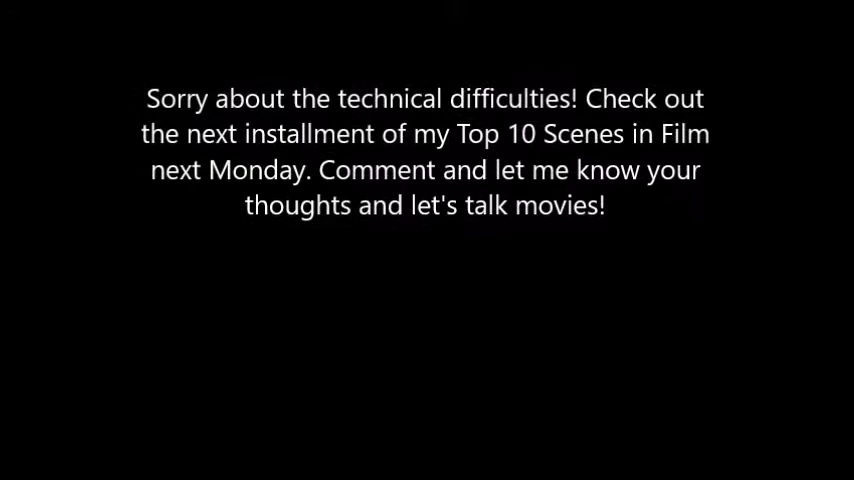 Sorry about the technical difficulties! Check out
the next installment of my Top 10 Scenes in Film
next Monday. Comment and let me know your
thoughts and let's talk movies!